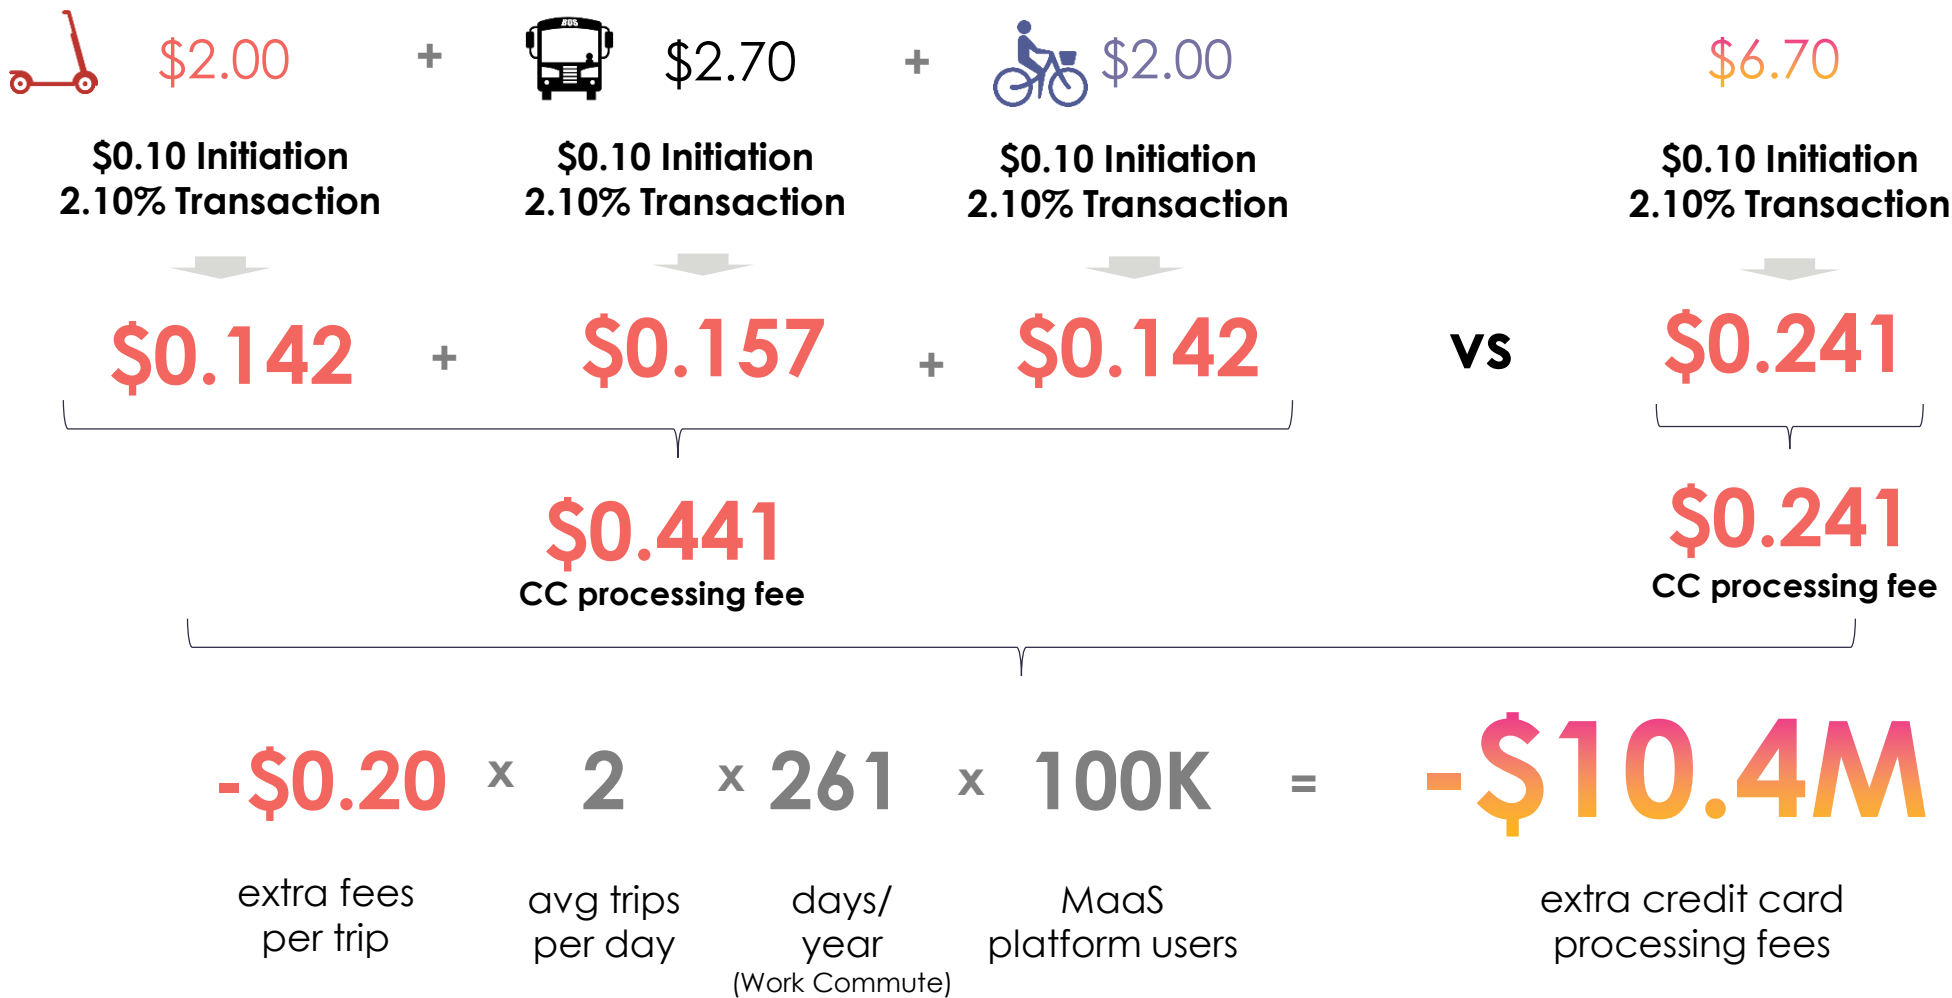 $2.00 + BUS $2.70 + $2.00 $6.70
$0.10 Initiation $0.10 Initiation $0.10 Initiation $0.10 Initiation
2.10% Transaction 2.10% Transaction 2.10% Transaction 2.10% Transaction
$0.142 + $0.157 + $0.142 vs $0.241
$0.441 $0.241
CC processing fee CC processing fee
-$0.20 x 2 x 261 x 100K = -$10.4M
extra fees avg trips days/ MaaS extra credit card
per trip per day year platform users processing fees
(Work Commute)